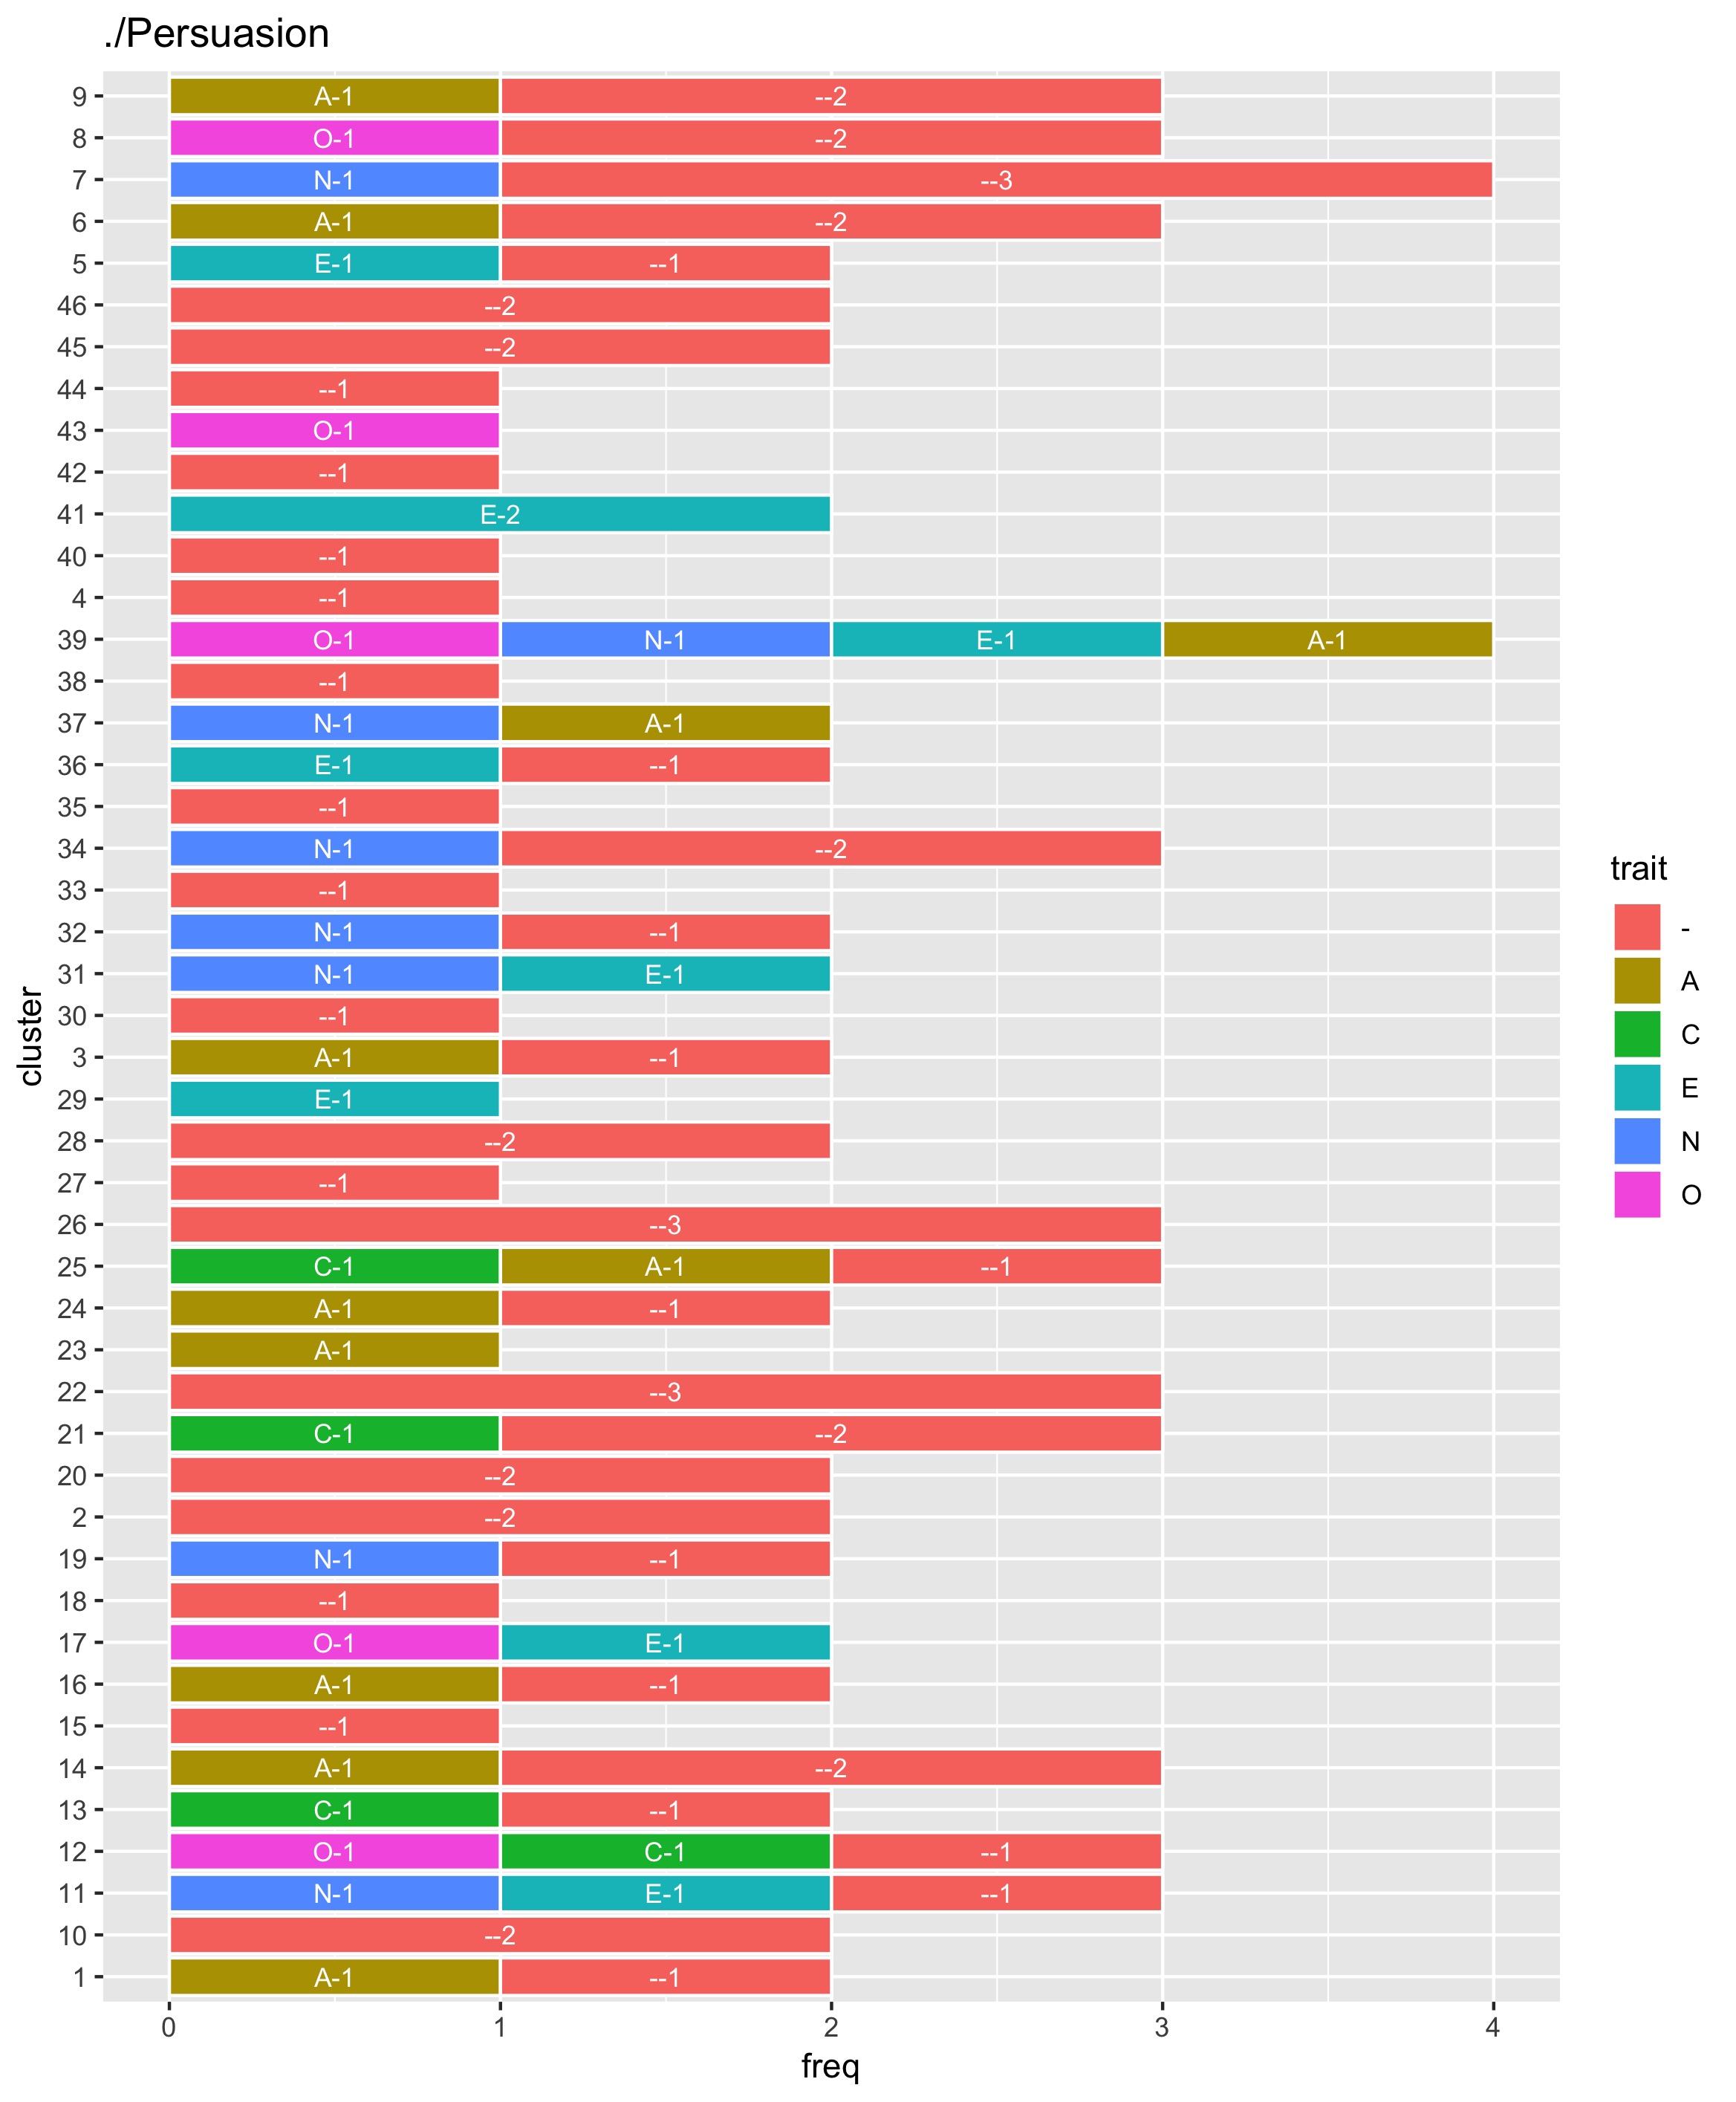 ./Persuasion
9 A-1 --2
8 O-1 --2
7 N-1 --3
6 A-1 --2
5 E-1 --1
46 --2
45 --2
44 --1
43 O-1
42 --1
41 E-2
40 --1
4 --1
39 O-1 N-1 E-1 A-1
38 --1
37 N-1 A-1
36 E-1 --1
35 --1
34 N-1 --2
33 --1
32 N-1 --1
31 N-1 E-1
30 --1
3 A-1 --1
29 E-1
28 --2
27 --1
26 --3
25 C-1 A-1 --1
24 A-1 --1
23 A-1
22 --3
21 C-1 --2
20 --2
2 --2
19 N-1 --1
18 --1
17 O-1 E-1
16 A-1 --1
15 --1
14 A-1 --2
13 C-1 --1
12 O-1 C-1 --1
11 N-1 E-1 --1
10 --2
1 A-1 --1
0 1 2 3 4
freq
cluster
trait
-
A
C
E
N
O